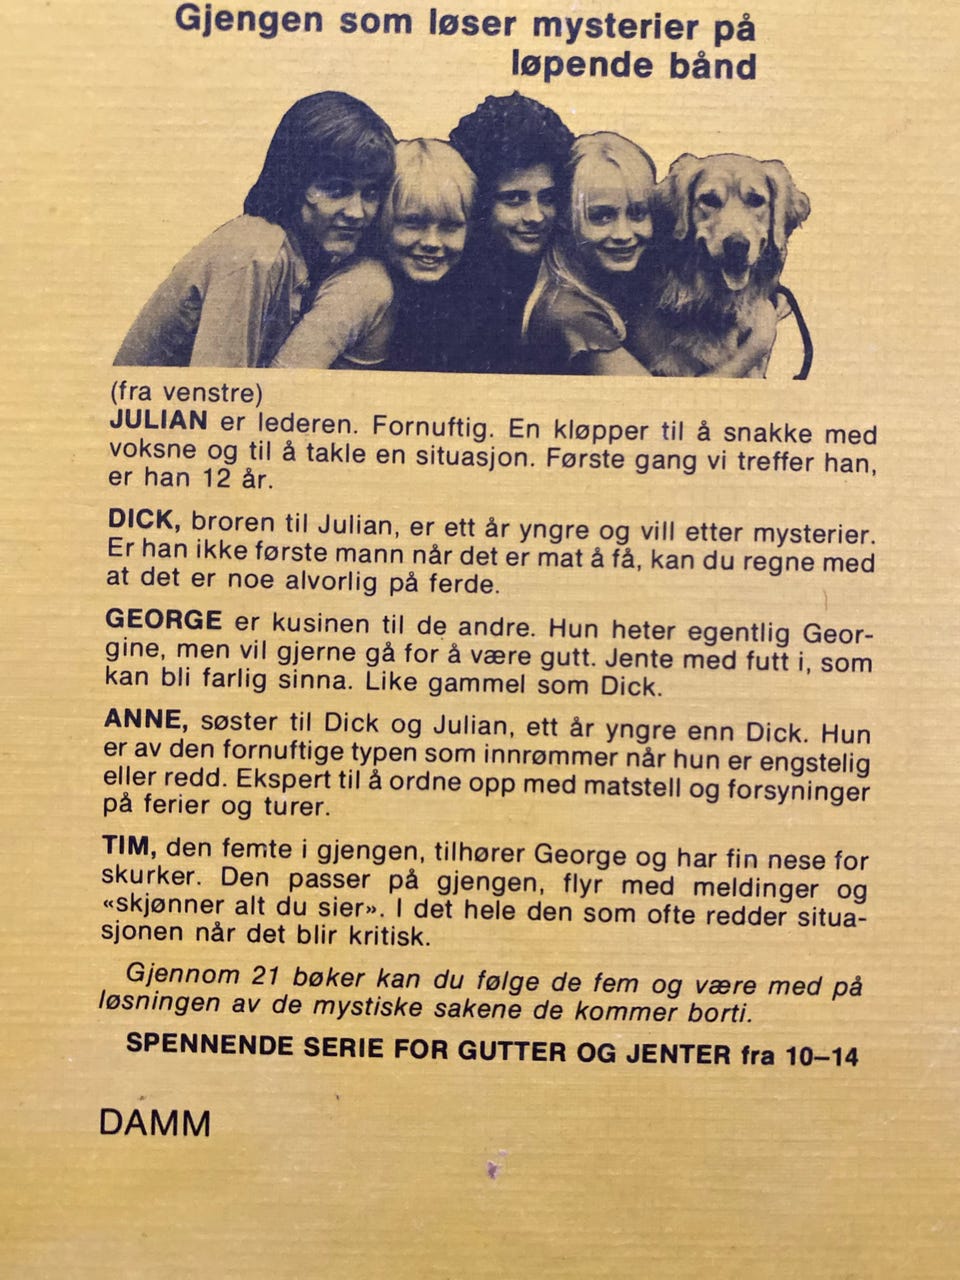 Gjengen som løser mysterier på
løpende bånd
(fra venstre)
JULIAN er lederen. Fornuftig. En kløpper til å snakke med
voksne og til å takle en situasjon. Første gang vi treffer han,
er han 12 år.
DICK, broren til Julian, er ett år yngre og vill etter mysterier.
Er han ikke første mann når det er mat å få, kan du regne med
at det er noe alvorlig på ferde.
GEORGE er kusinen til de andre. Hun heter egentlig Geor-
gine, men vil gjerne gå for å være gutt. Jente med futt i, som
kan bli farlig sinna. Like gammel som Dick.
ANNE, søster til Dick og Julian, ett år yngre enn Dick. Hun
er av den fornuftige typen som innrømmer når hun er engstelig
eller redd. Ekspert til å ordne opp med matstell og forsyninger
på ferier og turer.
TIM, den femte i gjengen, tilhører George og har fin nese for
skurker. Den passer på gjengen, flyr med meldinger og
«skjønner alt du sier». I det hele den som ofte redder situa-
sjonen når det blir kritisk.
Gjennom 21 bøker kan du følge de fem og være med på
løsningen av de mystiske sakene de kommer borti.
SPENNENDE SERIE FOR GUTTER OG JENTER fra 10–14
DAMM